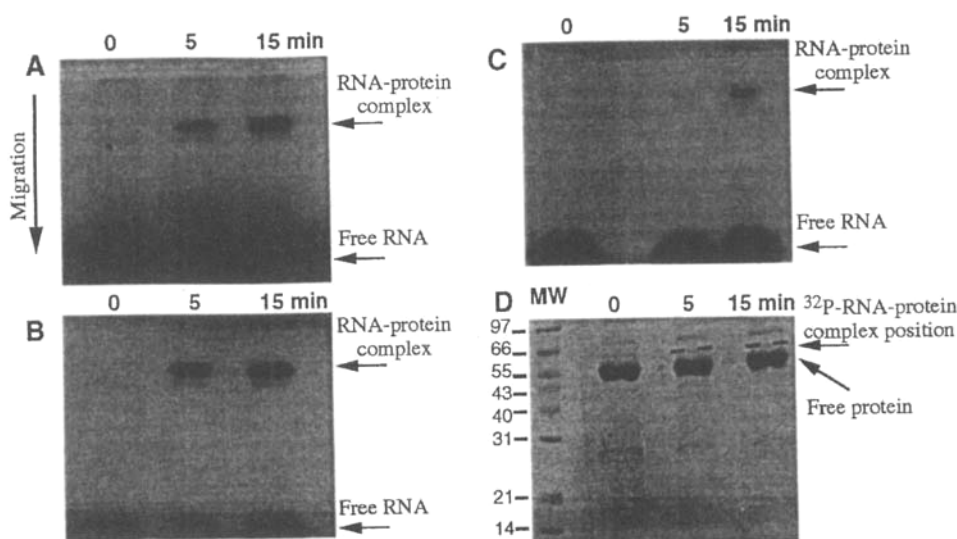 0 5 15 min
A
RNA-protein
complex
Migration
Free RNA
0 5 15 min
B
RNA-protein
complex
Free RNA
0 5 15 min
C
RNA-protein
complex
Free RNA
D MW 0 5 15 min
97
66
55
43
40
31
21
14
32P-RNA-protein
complex position
Free protein